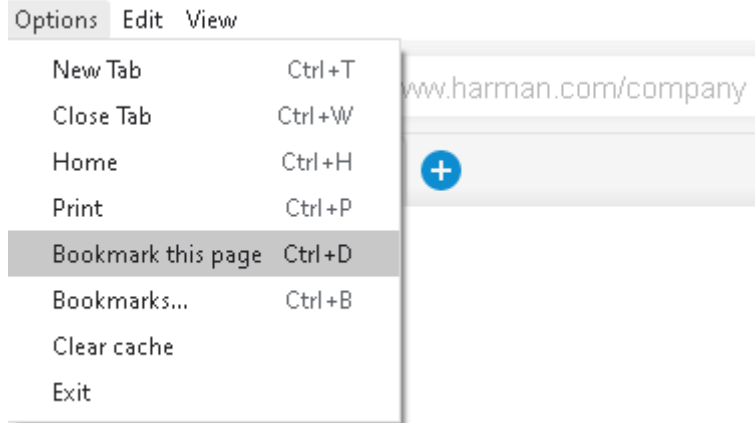 Options Edit View
New Tab Ctrl+T
ww.harman.com/company
Close Tab Ctrl+W
Home Ctrl+H
Print Ctrl+P
Bookmark this page Ctrl+D
Bookmarks... Ctrl+B
Clear cache
Exit